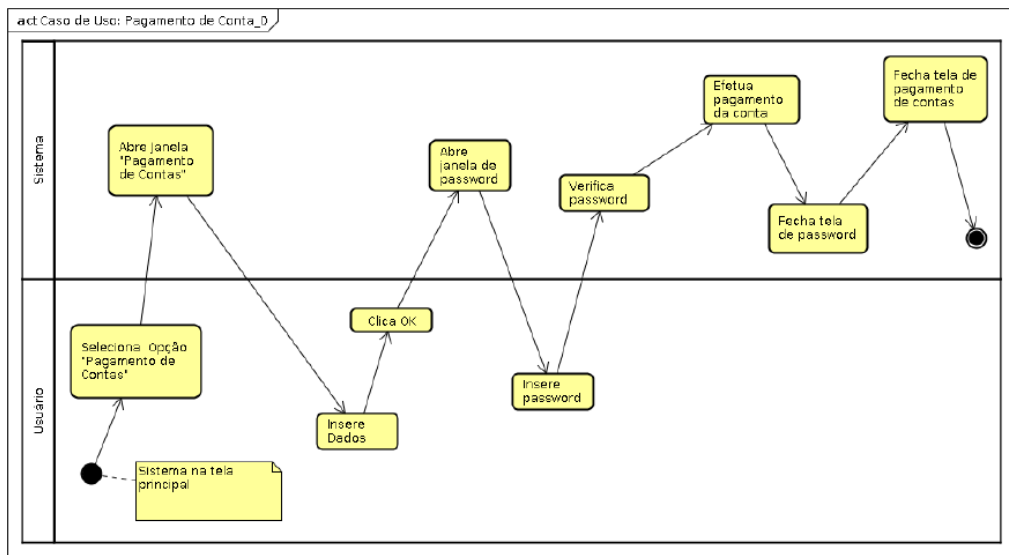 act Caso de Uso: Pagamento de Conta_D
Sistema
Abre janela
"Pagamento
de Contas"
Abre
janela de
password
Verifica
password
Efetua
pagamento
da conta
Fecha tela
de password
Fecha tela de
pagamento
de contas
Usuário
Seleciona Opção
"Pagamento de
Contas"
Sistema na tela
principal
Insere
Dados
Clica OK
Insere
password